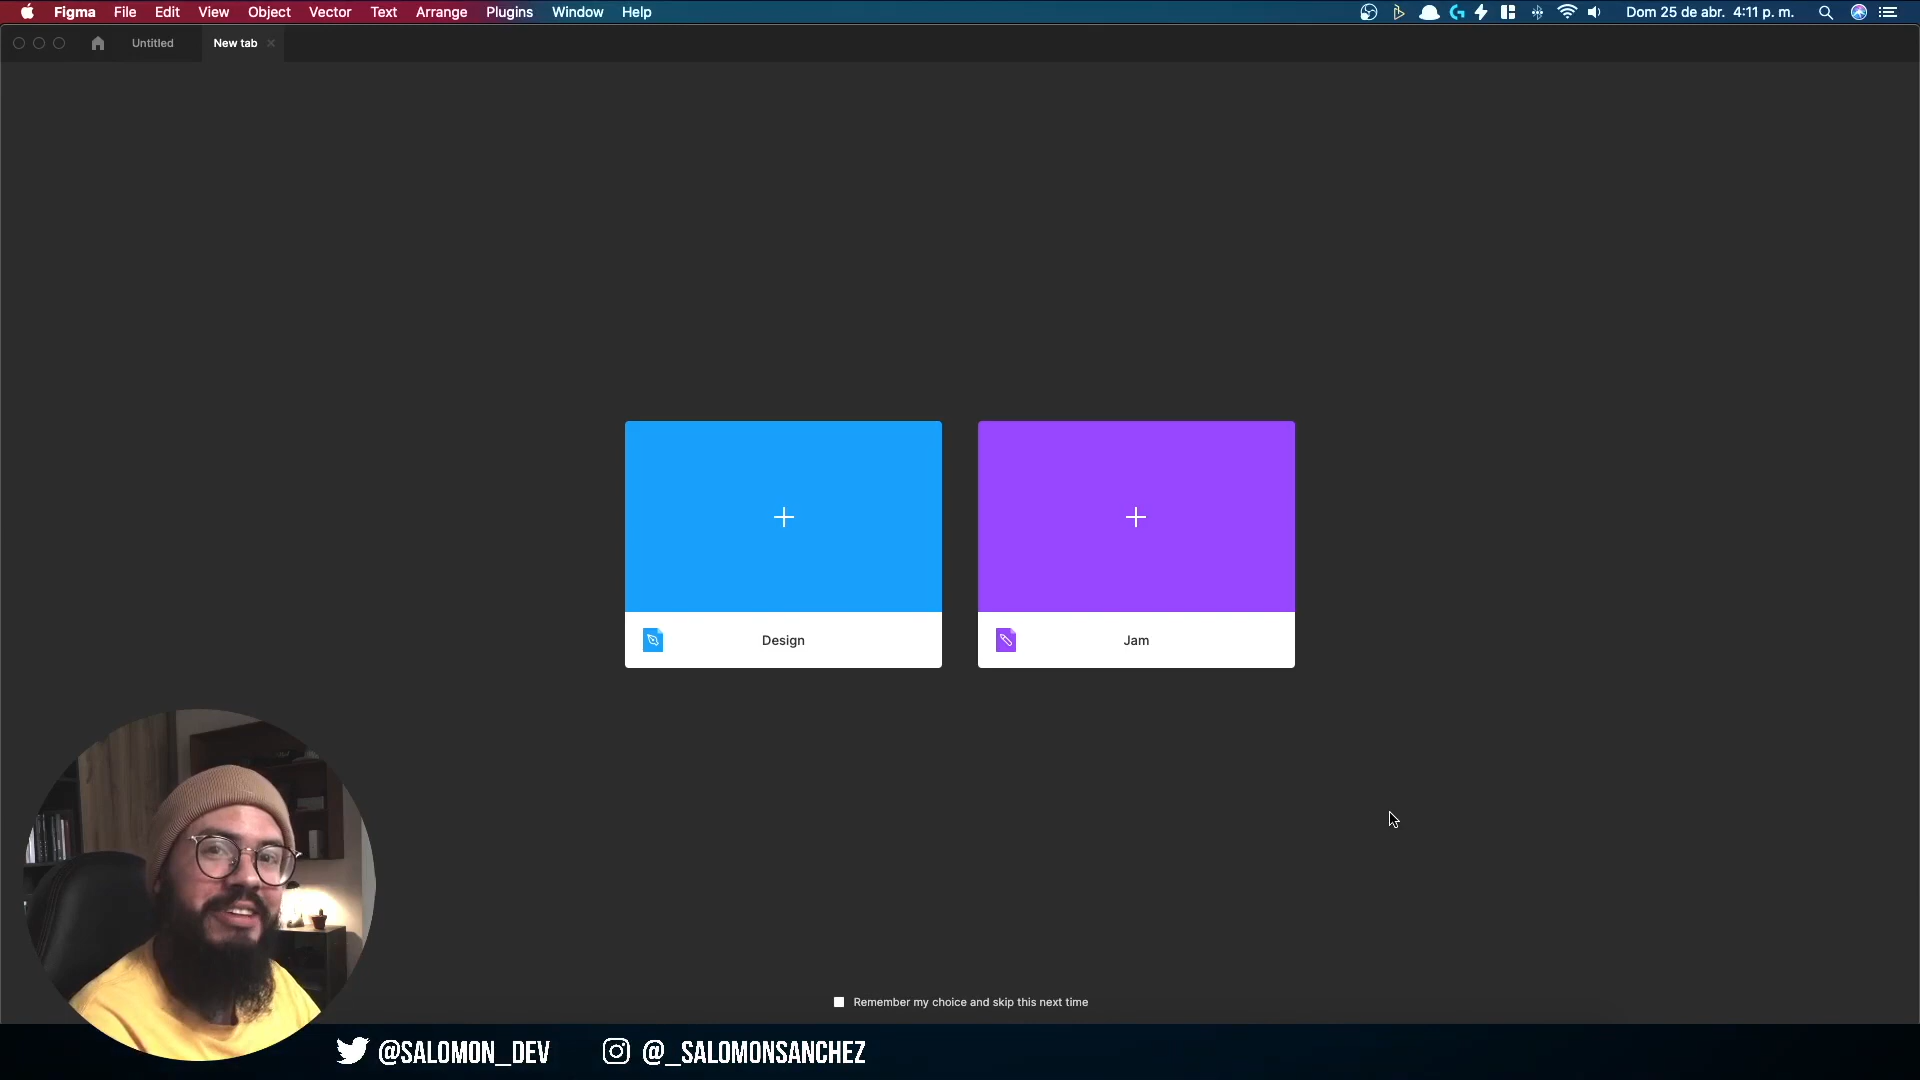 Figma File Edit View Object Vector Text Arrange Plugins Window Help Dom 25 de abr. 4:11 p. m.
Untitled New tab
Design Jam
Remember my choice and skip this next time
@SALOMON_DEV @_SALOMONSANCHEZ